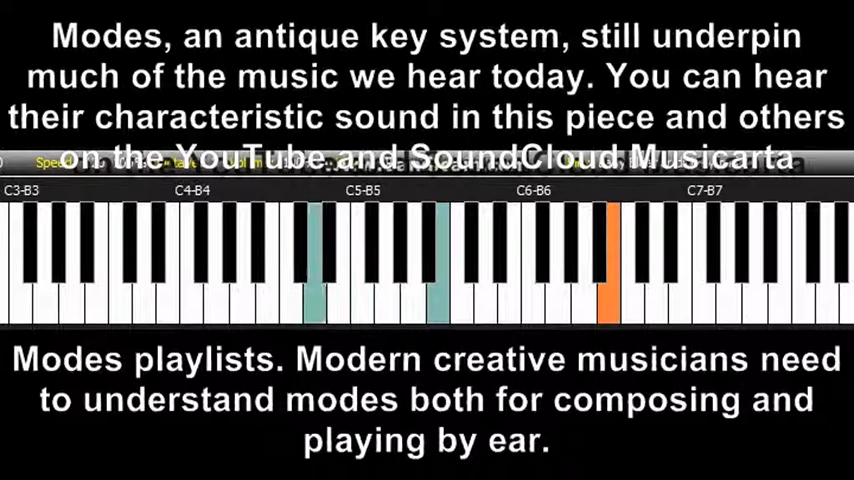 Modes, an antique key system, still underpin
much of the music we hear today. You can hear
their characteristic sound in this piece and others
on the YouTube and SoundCloud Musicarta
C3-B3 C4-B4 C5-B5 C6-B6 C7-B7
Modes playlists. Modern creative musicians need
to understand modes both for composing and
playing by ear.